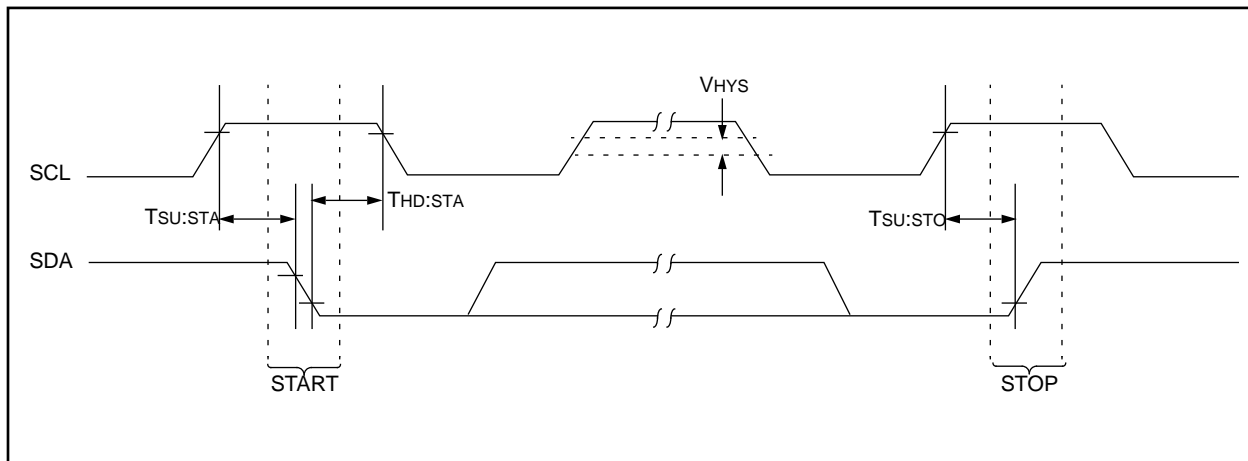 VHYS
SCL
THD:STA
TSU:STA
TSU:STO
SDA
START
STOP